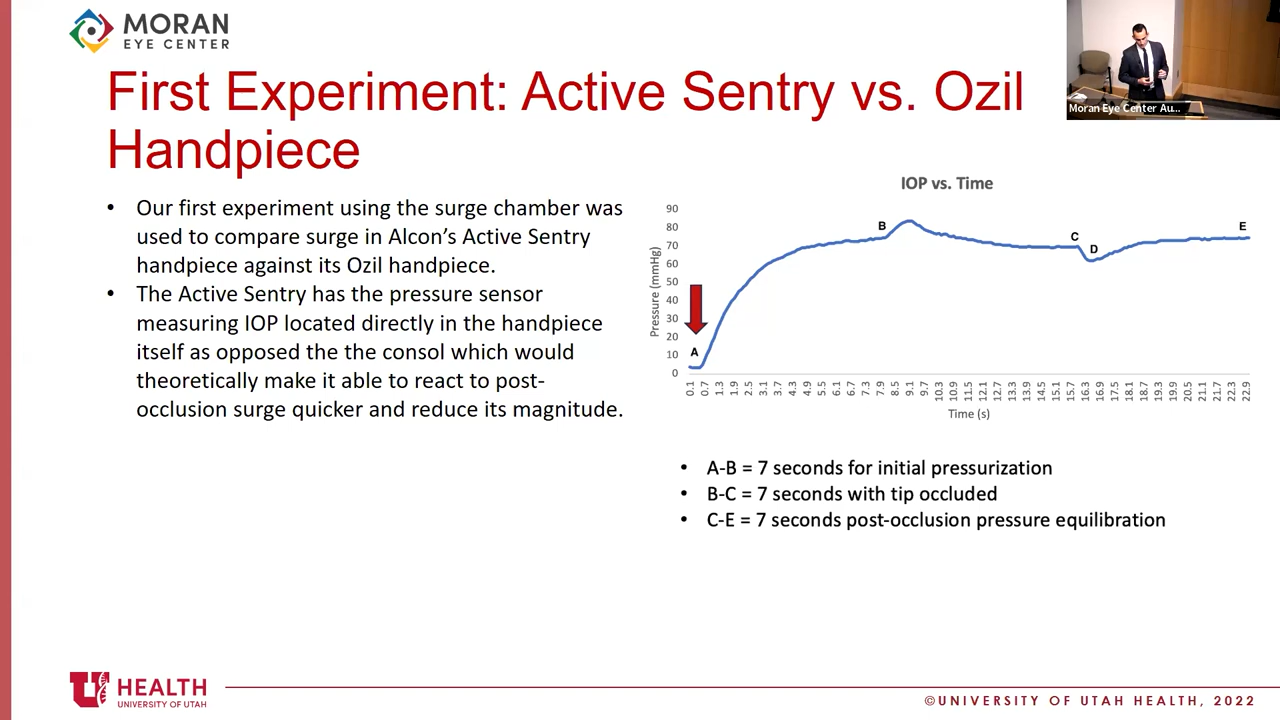 MORAN
EYE CENTER
First Experiment: Active Sentry vs. Ozil
Handpiece
Moran Eye Center Au...
• Our first experiment using the surge chamber was
used to compare surge in Alcon's Active Sentry
handpiece against its Ozil handpiece.
• The Active Sentry has the pressure sensor
measuring IOP located directly in the handpiece
itself as opposed the the consol which would
theoretically make it able to react to post-
occlusion surge quicker and reduce its magnitude.
IOP vs. Time
Pressure (mmHg)
90
80
70
60
50
40
30
20
10
0
A
B
C
D
E
0.1 0.7 1.3 1.9 2.5 3.1 3.7 4.3 4.9 5.5 6.1 6.7 7.3 7.9 8.5 9.1 9.7 10.3 10.9 11.5 12.1 12.7 13.3 13.9 14.5 15.1 15.7 16.3 16.9 17.5 18.1 18.7 19.3 19.9 20.5 21.1 21.7 22.3 22.9
Time (s)
• A-B = 7 seconds for initial pressurization
• B-C = 7 seconds with tip occluded
• C-E = 7 seconds post-occlusion pressure equilibration
U HEALTH
UNIVERSITY OF UTAH
©UNIVERSITY OF UTAH HEALTH, 2022